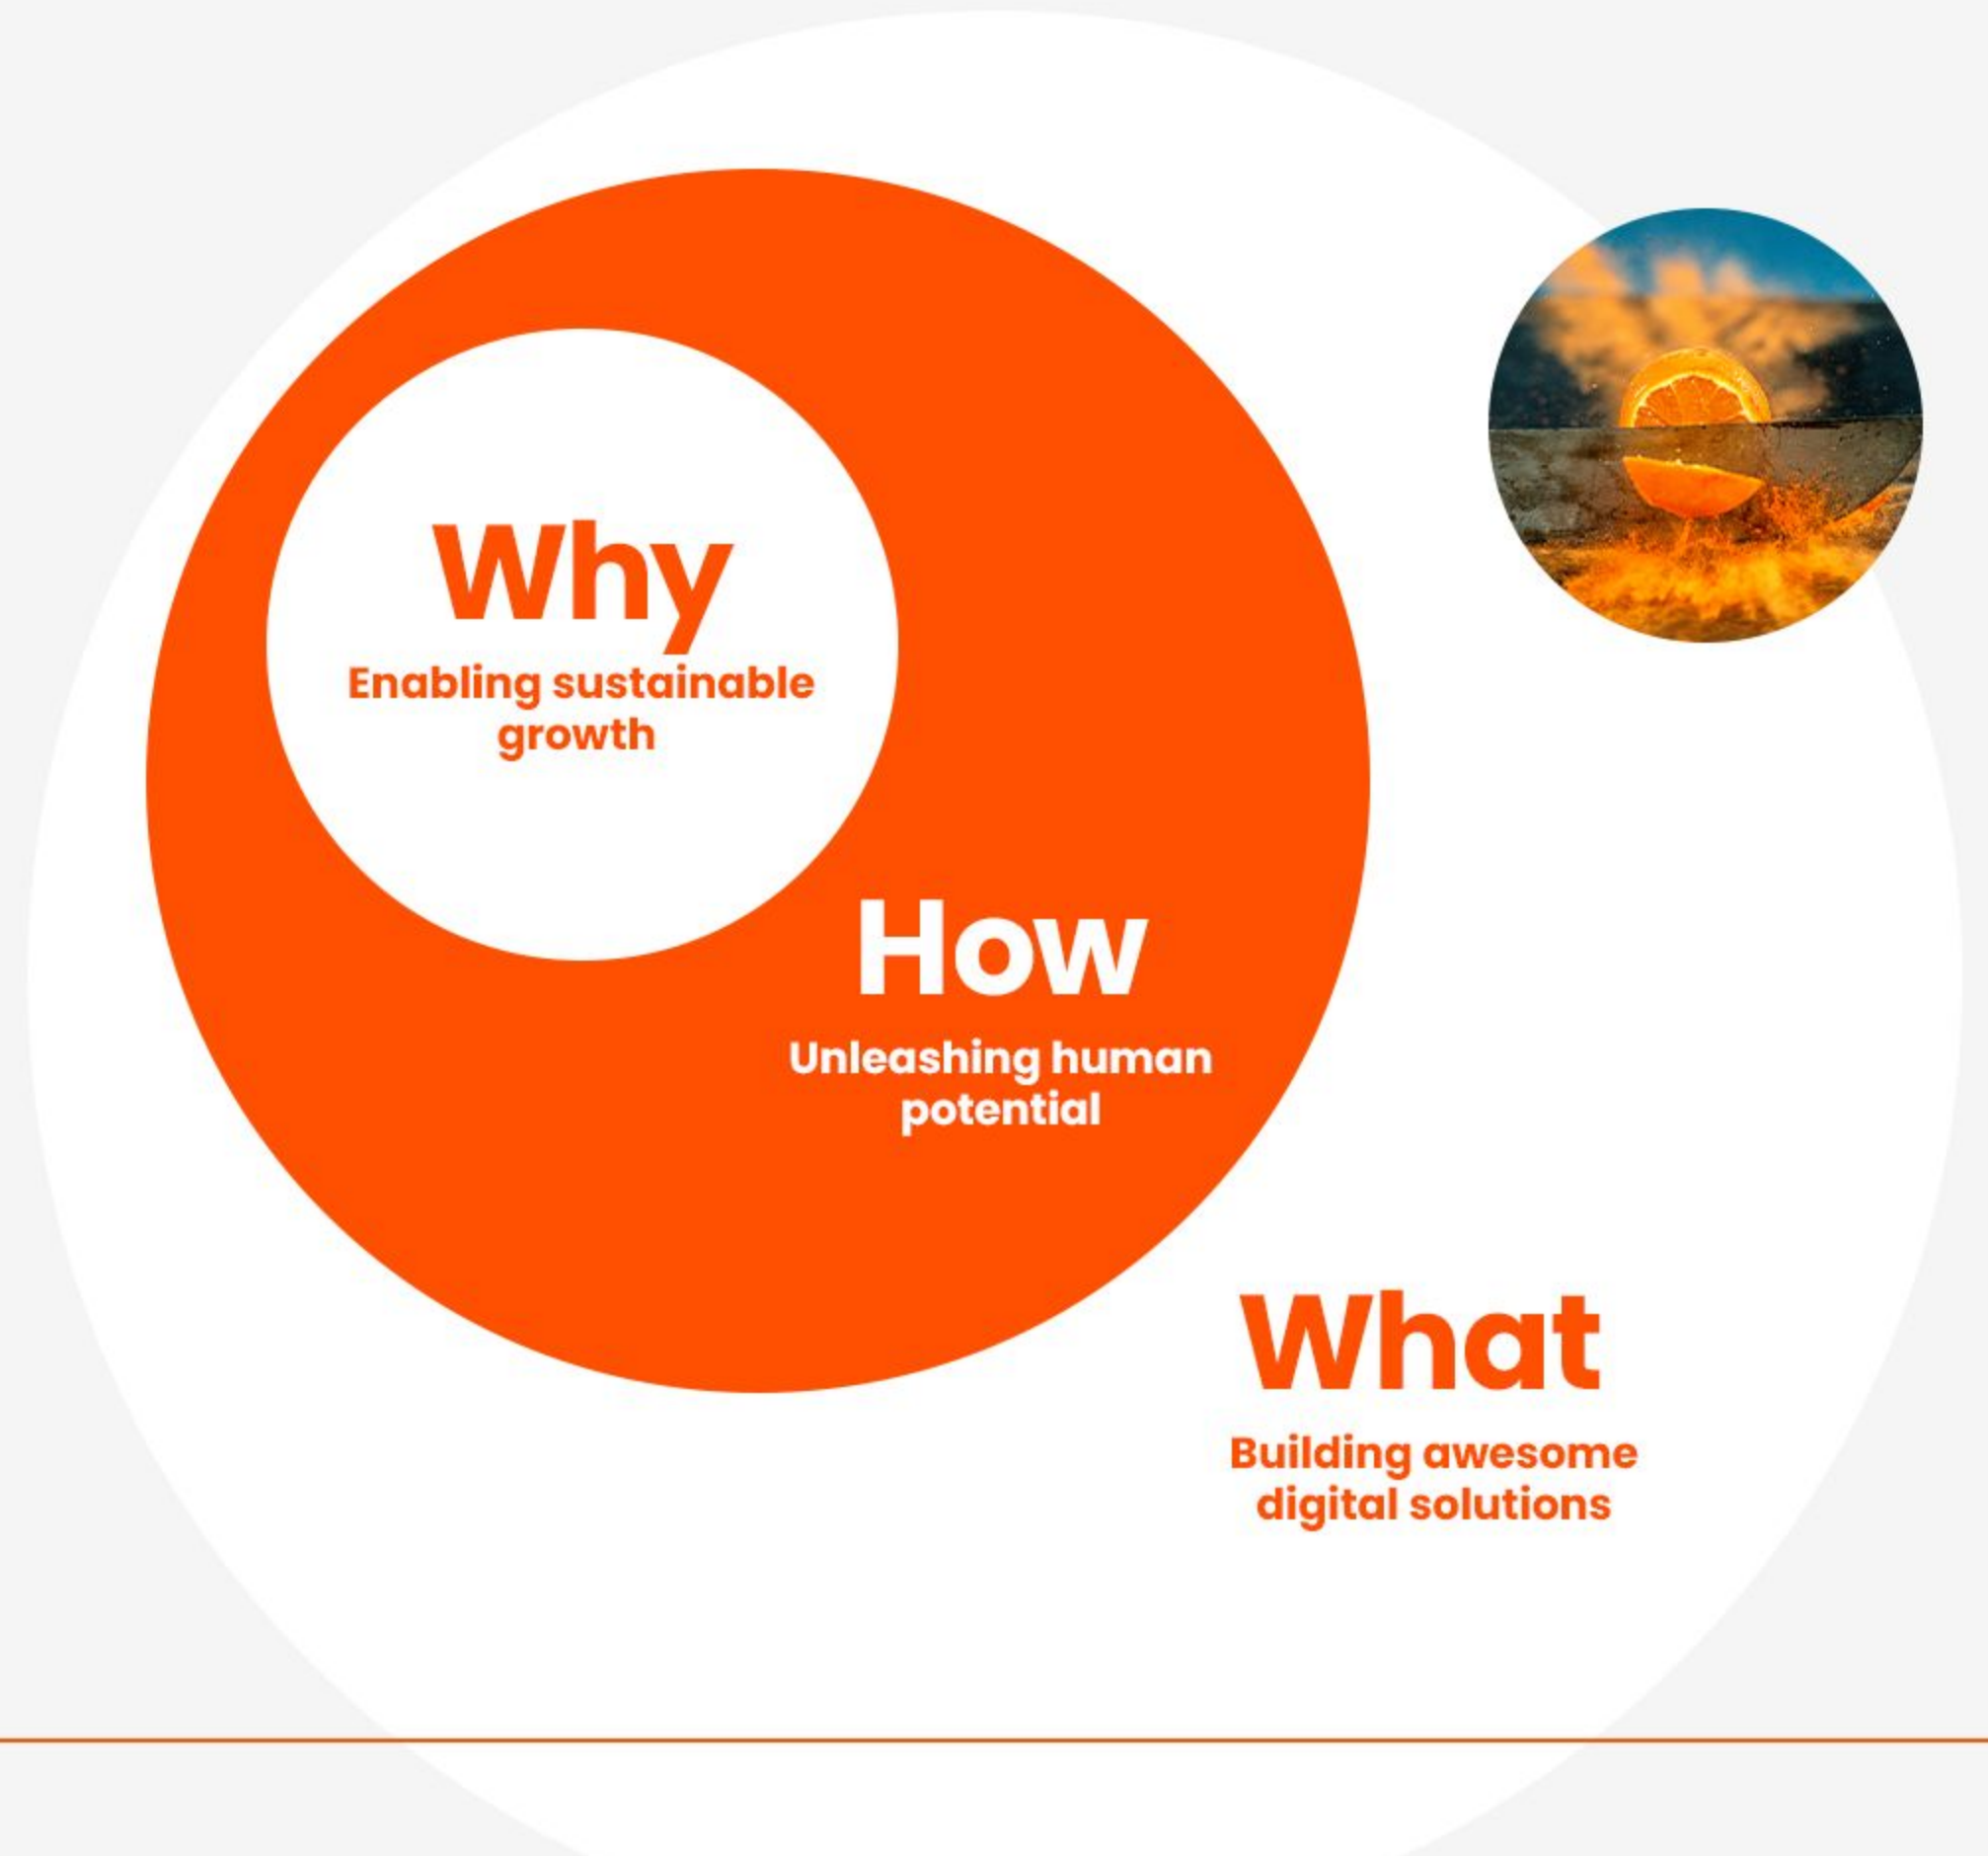 Why
Enabling sustainable
growth
How
Unleashing human
potential
What
Building awesome
digital solutions